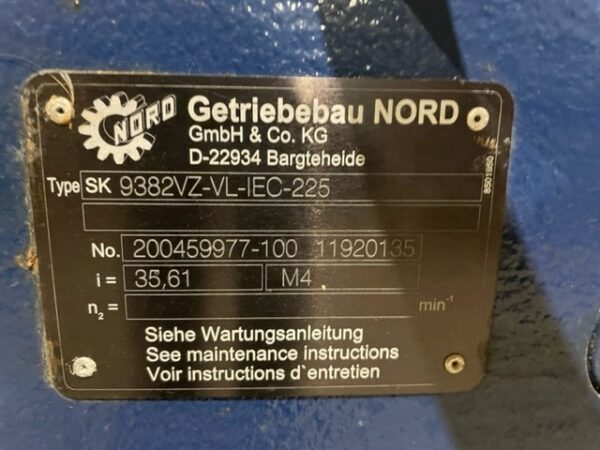 NORD
Getriebebau NORD
GmbH & Co. KG
D-22934 Bargteheide
Type SK 9382VZ-VL-IEC-225
No. 200459977-100 11920135
i = 35,61 M4
n₂ = min⁻¹
Siehe Wartungsanleitung
See maintenance instructions
Voir instructions d`entretien